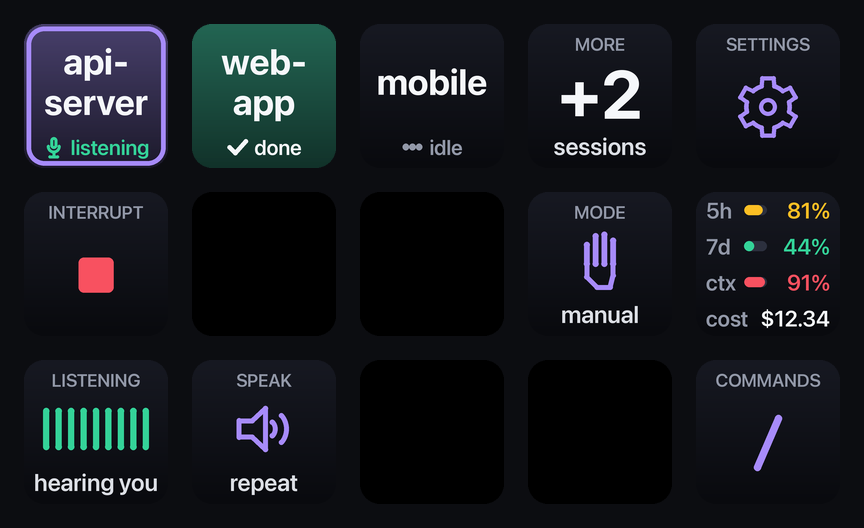 api-
server
listening
web-
app
done
mobile
idle
MORE
+2
sessions
SETTINGS
INTERRUPT
MODE
manual
5h 81%
7d 44%
ctx 91%
cost $12.34
LISTENING
hearing you
SPEAK
repeat
COMMANDS
/